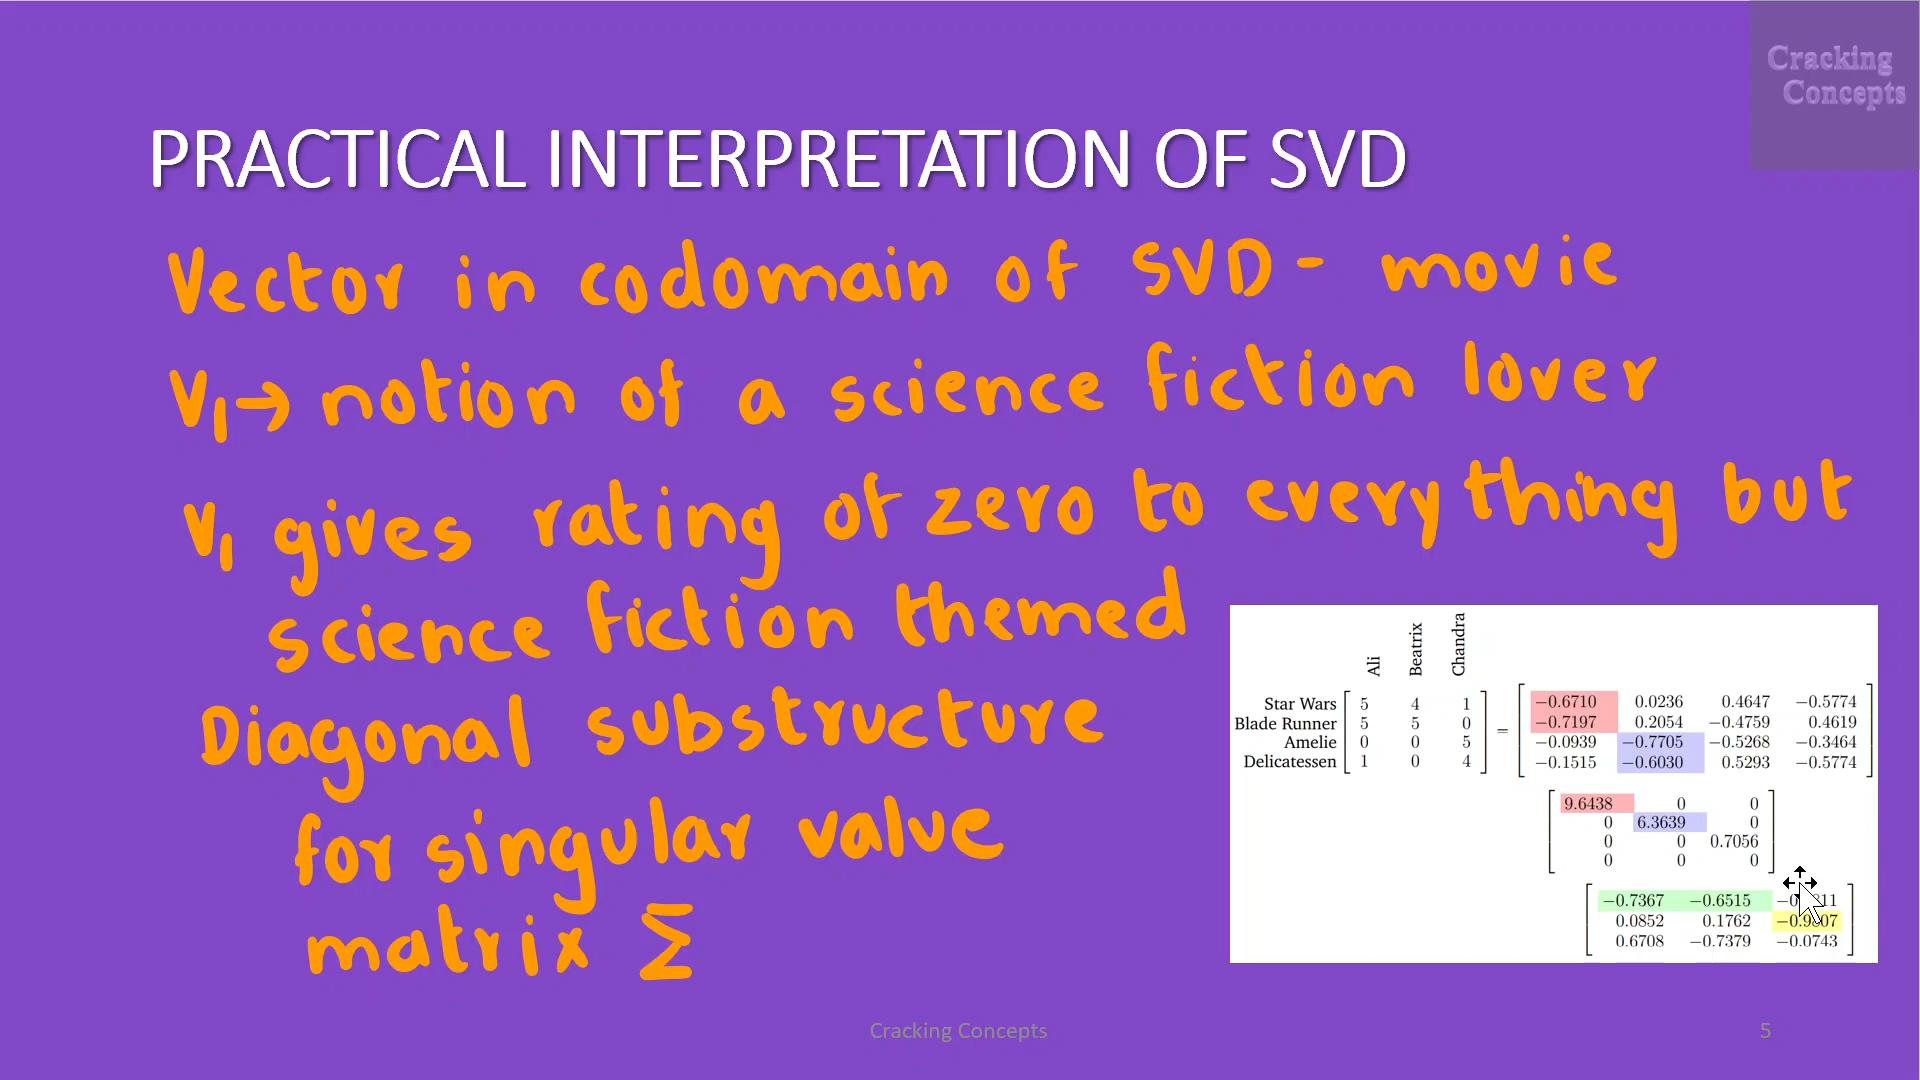 Cracking
Concepts
PRACTICAL INTERPRETATION OF SVD
Vector in codomain of SVD - movie
V₁→ notion of a science fiction lover
V₁ gives rating of zero to everything but
science fiction themed
Diagonal substructure
for singular value
matrix Σ
Ali Beatrix Chandra
Star Wars 5 4 1
Blade Runner 5 5 0
Amelie 0 0 5
Delicatessen 1 0 4
=
−0.6710 0.0236 0.4647 −0.5774
−0.7197 0.2054 −0.4759 0.4619
−0.0939 −0.7705 −0.5268 −0.3464
−0.1515 −0.6030 0.5293 −0.5774
9.6438 0 0
0 6.3639 0
0 0 0.7056
0 0 0
−0.7367 −0.6515
0.0852 0.1762
0.6708 −0.7379 −0.0743
Cracking Concepts
5